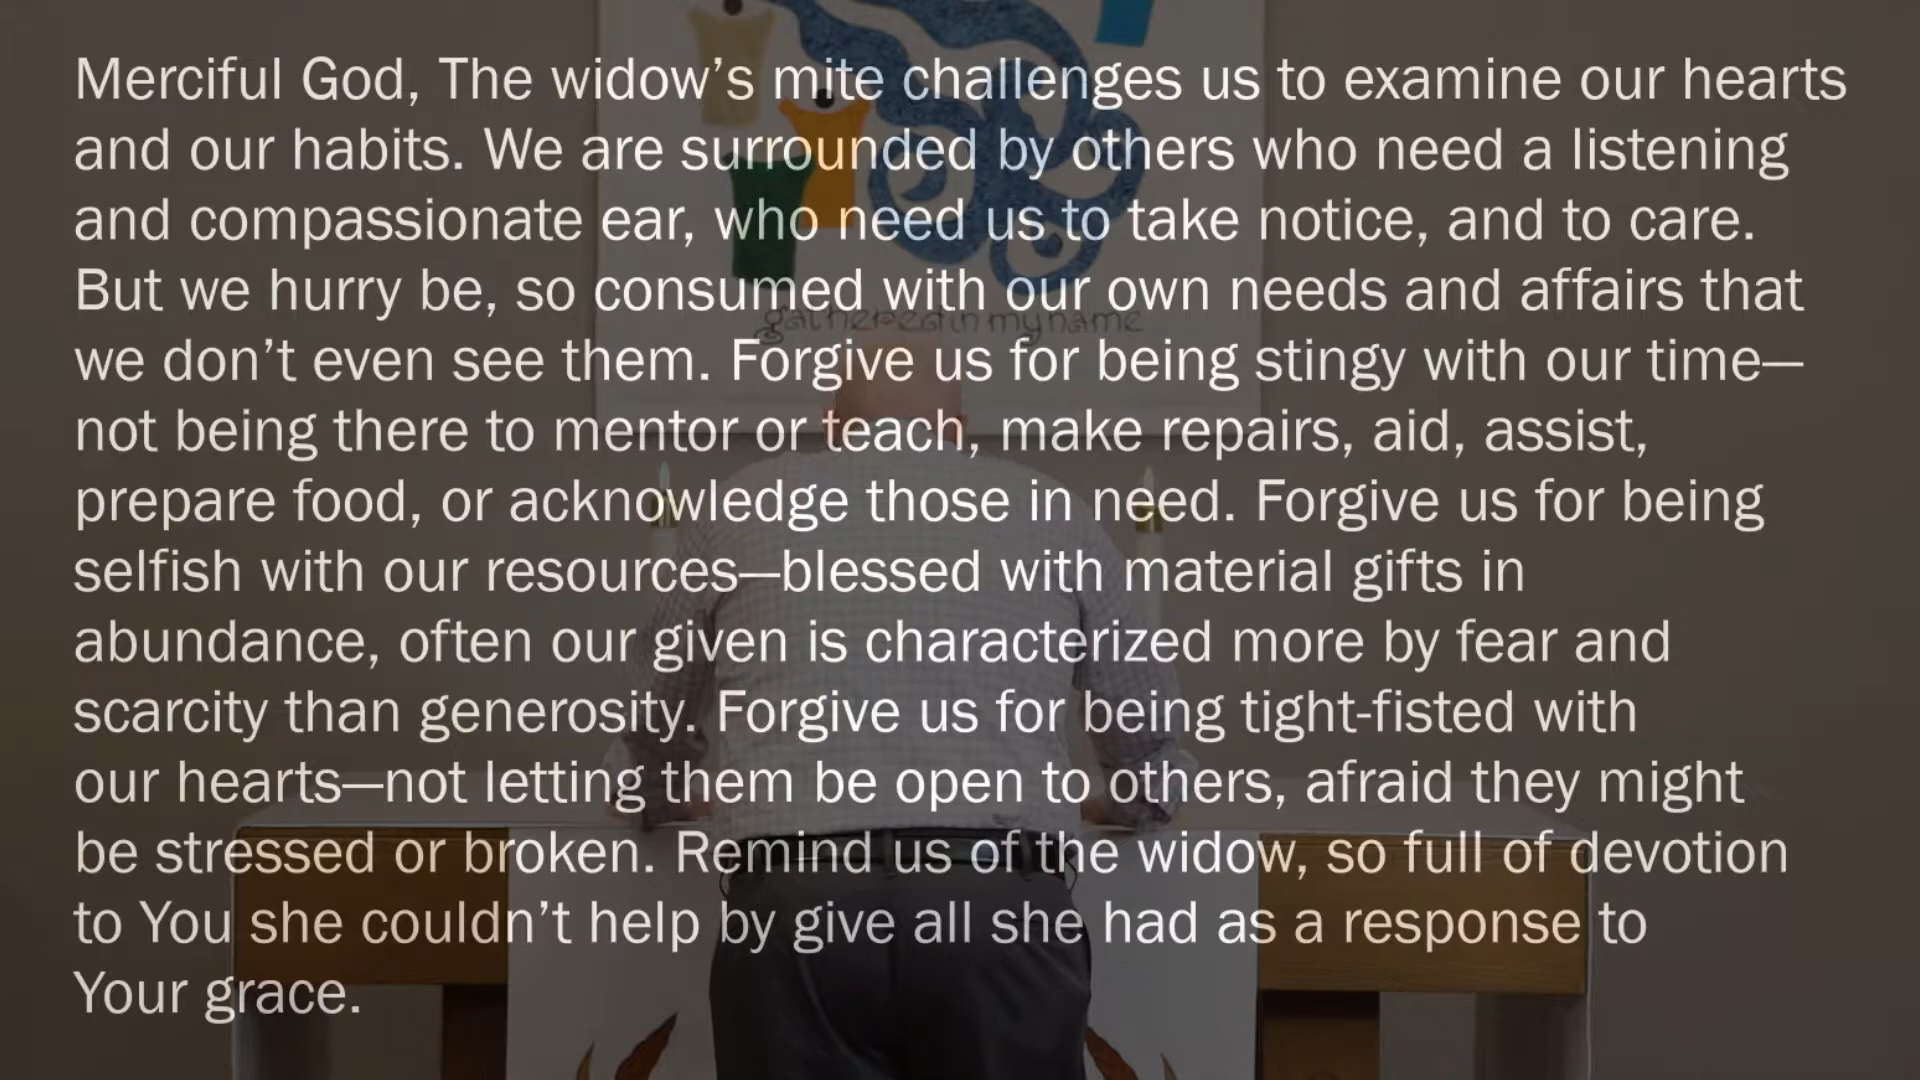 Merciful God, The widow’s mite challenges us to examine our hearts
and our habits. We are surrounded by others who need a listening
and compassionate ear, who need us to take notice, and to care.
But we hurry be, so consumed with our own needs and affairs that
we don’t even see them. Forgive us for being stingy with our time—
not being there to mentor or teach, make repairs, aid, assist,
prepare food, or acknowledge those in need. Forgive us for being
selfish with our resources—blessed with material gifts in
abundance, often our given is characterized more by fear and
scarcity than generosity. Forgive us for being tight-fisted with
our hearts—not letting them be open to others, afraid they might
be stressed or broken. Remind us of the widow, so full of devotion
to You she couldn’t help by give all she had as a response to
Your grace.
gathered in my name